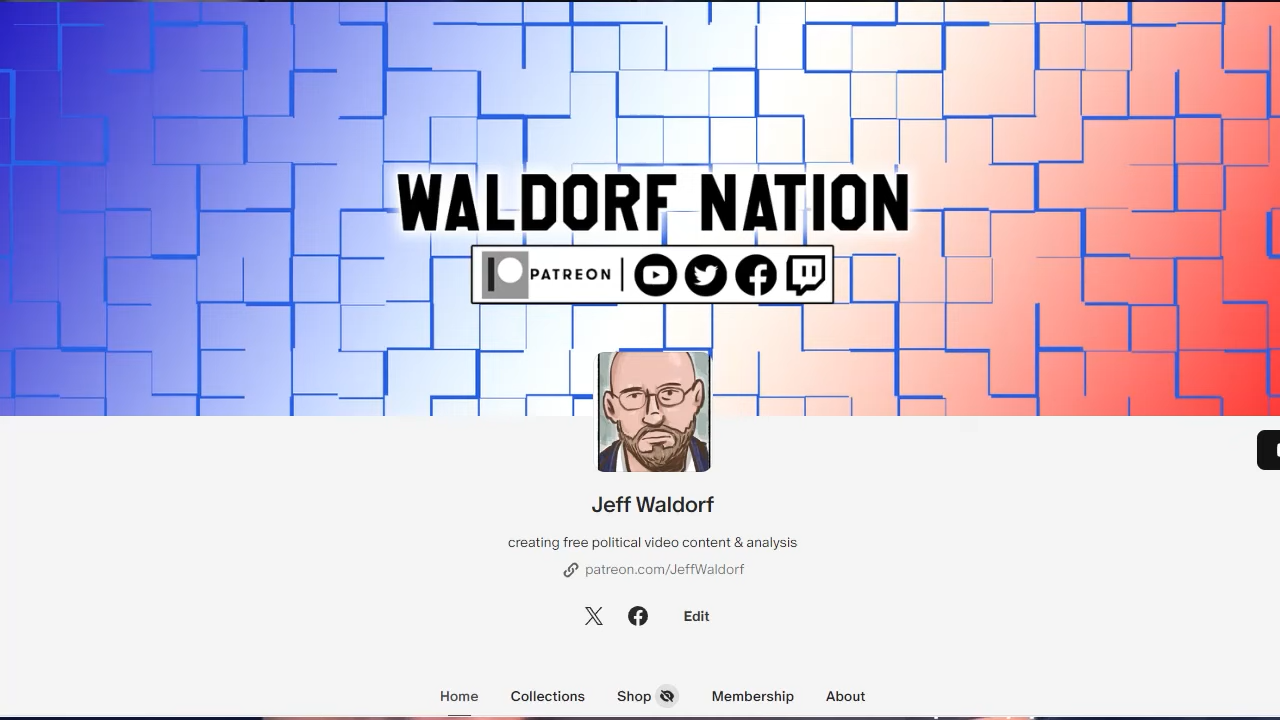 WALDORF NATION
PATREON
Jeff Waldorf
creating free political video content & analysis
patreon.com/JeffWaldorf
Edit
Home Collections Shop Membership About